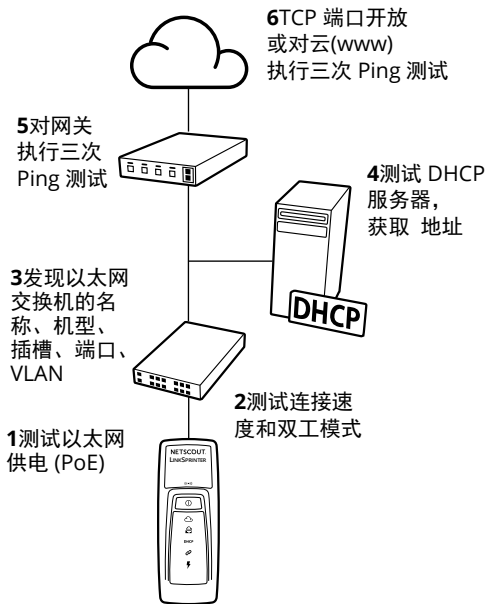 6TCP 端口开放
或对云(www)
执行三次 Ping 测试
5对网关
执行三次
Ping 测试
4测试 DHCP
服务器，
获取 地址
DHCP
3发现以太网
交换机的名
称、机型、
插槽、端口、
VLAN
2测试连接速
度和双工模式
1测试以太网
供电 (PoE)
NETSCOUT
LINKSPRINTER
DHCP